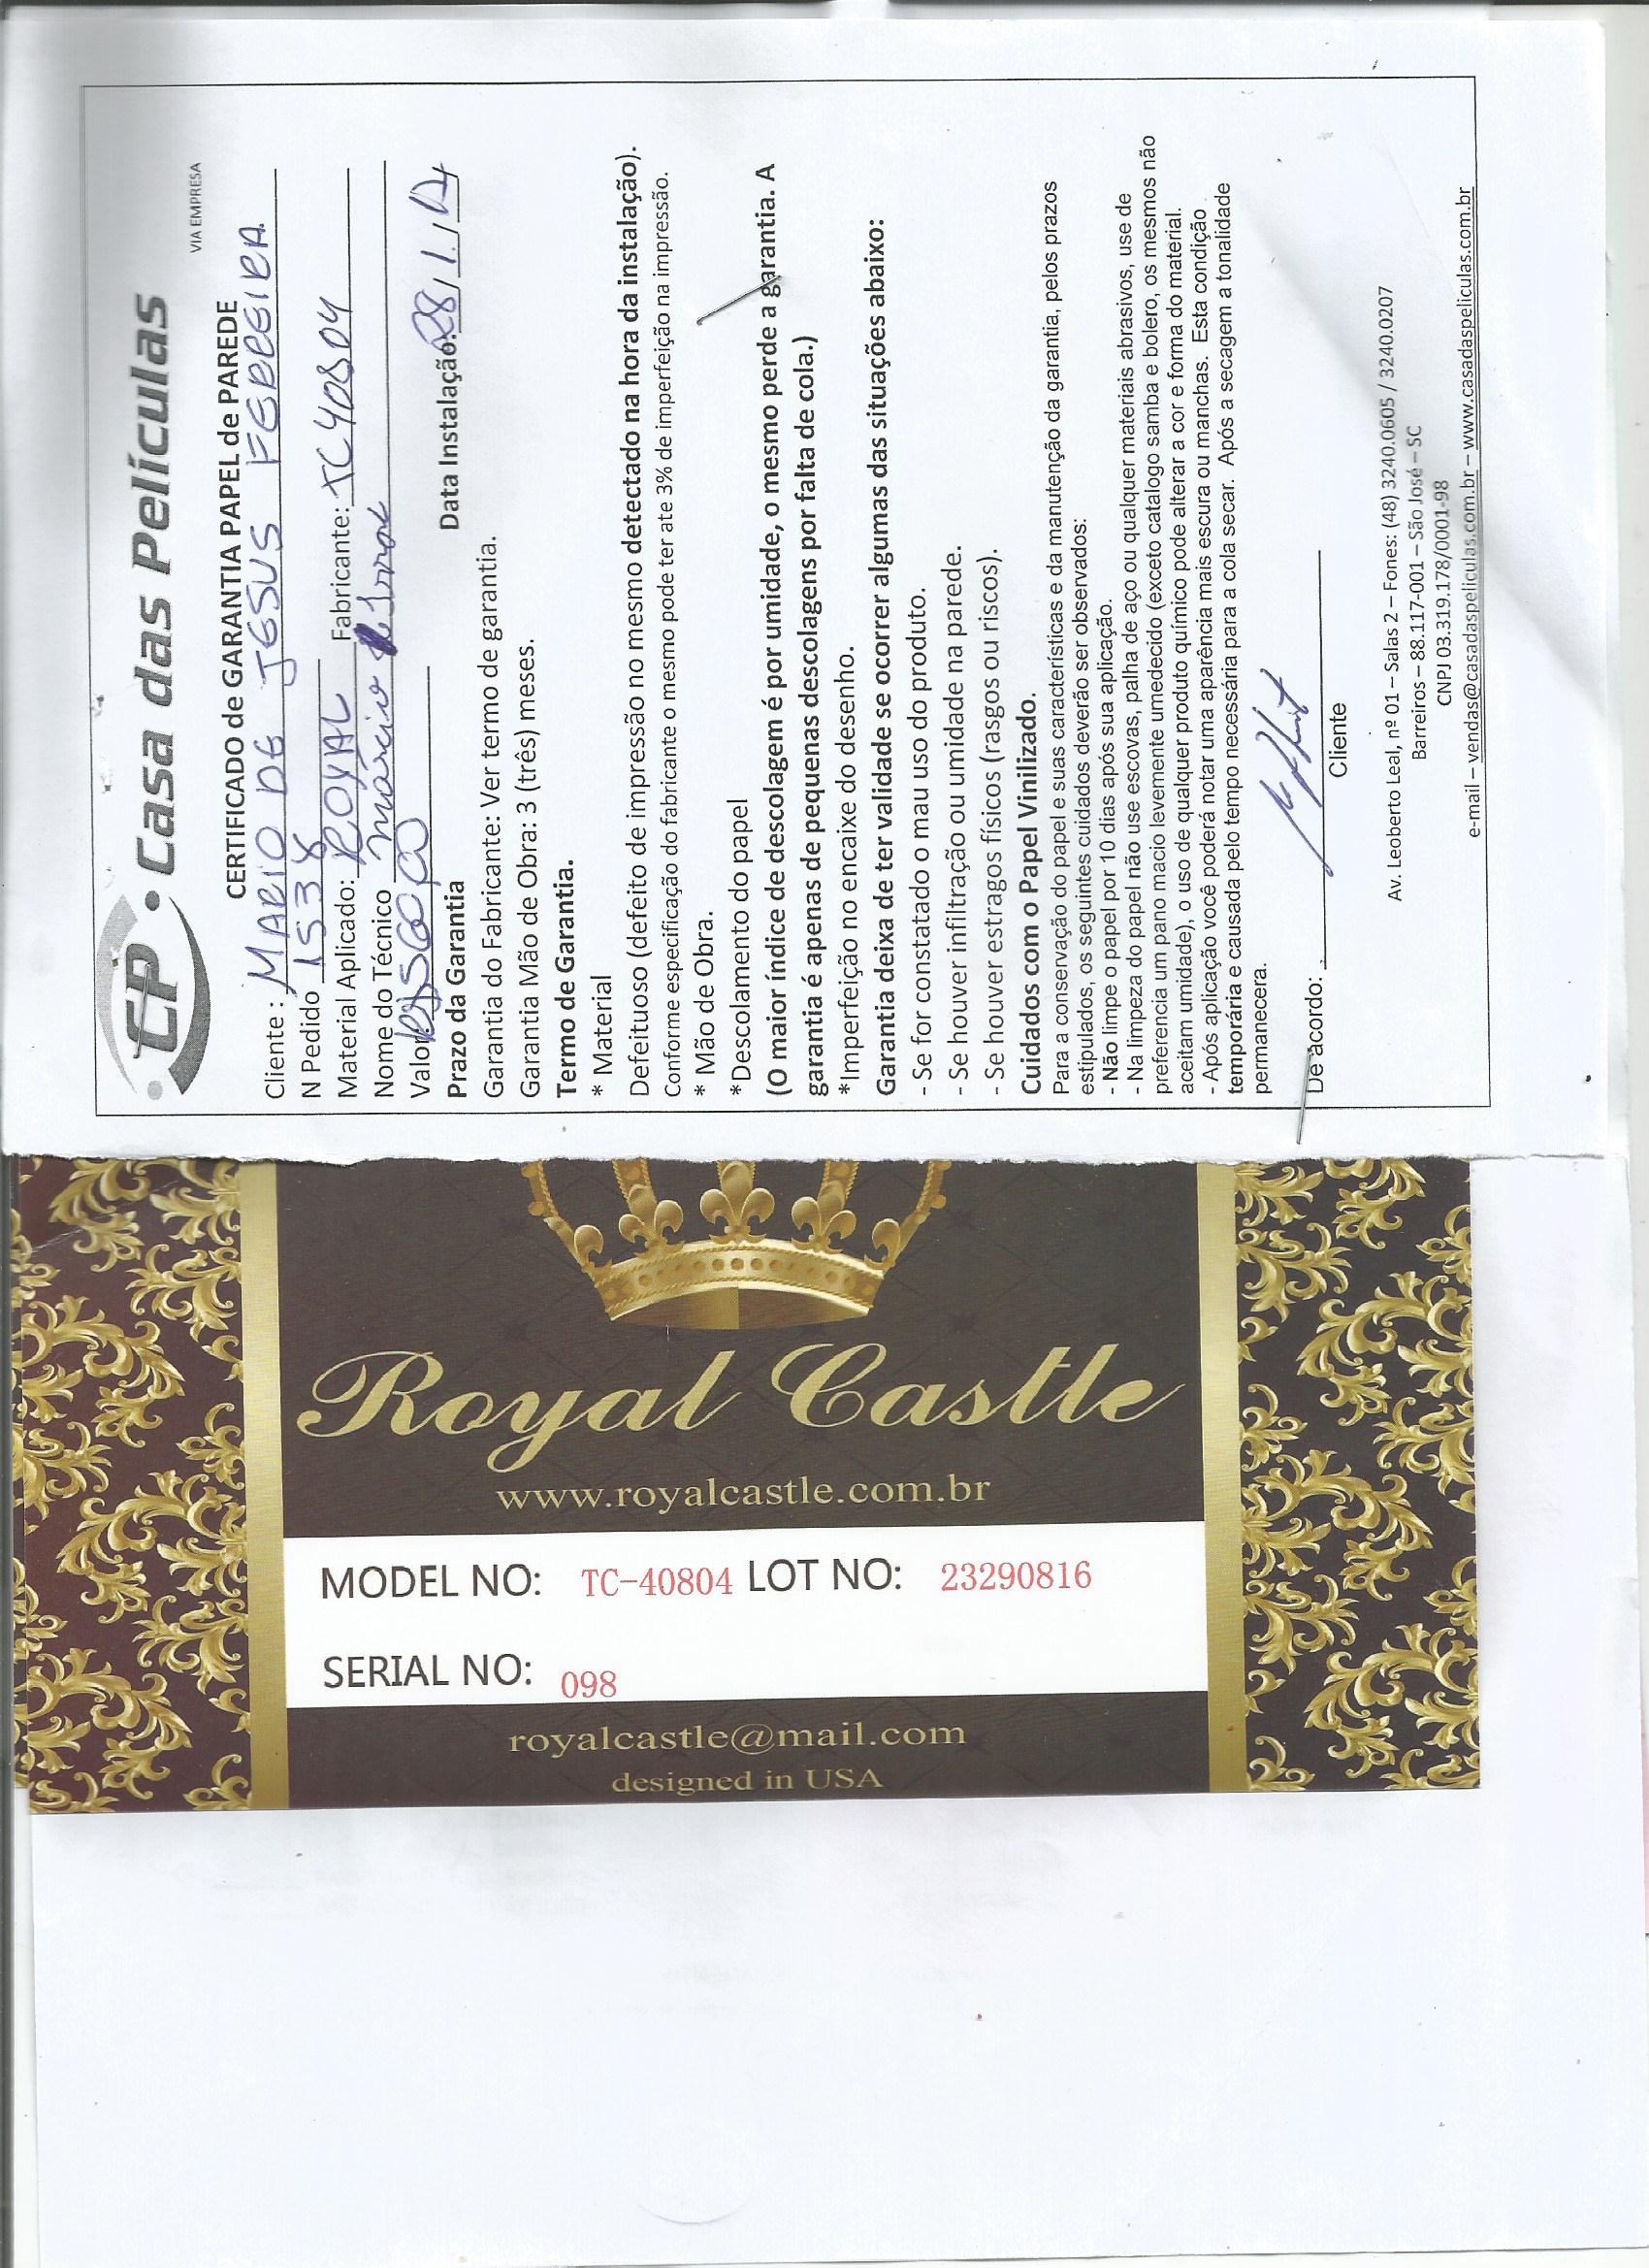 CP Casa das Películas
VIA EMPRESA
CERTIFICADO de GARANTIA PAPEL de PAREDE
Cliente : MARIO DE JESUS FERREIRA
N Pedido 1538
Material Aplicado: ROYAL Fabricante: TC 40804
Nome do Técnico Marcio
Valor Data Instalação: 28/1/17
Prazo da Garantia
Garantia do Fabricante: Ver termo de garantia.
Garantia Mão de Obra: 3 (três) meses.
Termo de Garantia.
* Material
Defeituoso (defeito de impressão no mesmo detectado na hora da instalação).
Conforme especificação do fabricante o mesmo pode ter ate 3% de imperfeição na impressão.
* Mão de Obra.
*Descolamento do papel
(O maior índice de descolagem é por umidade, o mesmo perde a garantia. A
garantia é apenas de pequenas descolagens por falta de cola.)
*Imperfeição no encaixe do desenho.
Garantia deixa de ter validade se ocorrer algumas das situações abaixo:
- Se for constatado o mau uso do produto.
- Se houver infiltração ou umidade na parede.
- Se houver estragos físicos (rasgos ou riscos).
Cuidados com o Papel Vinilizado.
Para a conservação do papel e suas características e da manutenção da garantia, pelos prazos
estipulados, os seguintes cuidados deverão ser observados:
- Não limpe o papel por 10 dias após sua aplicação.
- Na limpeza do papel não use escovas, palha de aço ou qualquer materiais abrasivos, use de
preferencia um pano macio levemente umedecido (exceto catalogo samba e bolero, os mesmos não
aceitam umidade), o uso de qualquer produto químico pode alterar a cor e forma do material.
- Após aplicação você poderá notar uma aparência mais escura ou manchas. Esta condição
temporária e causada pelo tempo necessária para a cola secar. Após a secagem a tonalidade
permanecera.
De acordo:
Cliente
Av. Leoberto Leal, nº 01 – Salas 2 – Fones: (48) 3240.0605 / 3240.0207
Barreiros – 88.117-001 – São José – SC
CNPJ 03.319.178/0001-98
e-mail – vendas@casadaspeliculas.com.br – www.casadaspeliculas.com.br
Royal Castle
www.royalcastle.com.br
MODEL NO: TC-40804 LOT NO: 23290816
SERIAL NO: 098
royalcastle@mail.com
designed in USA